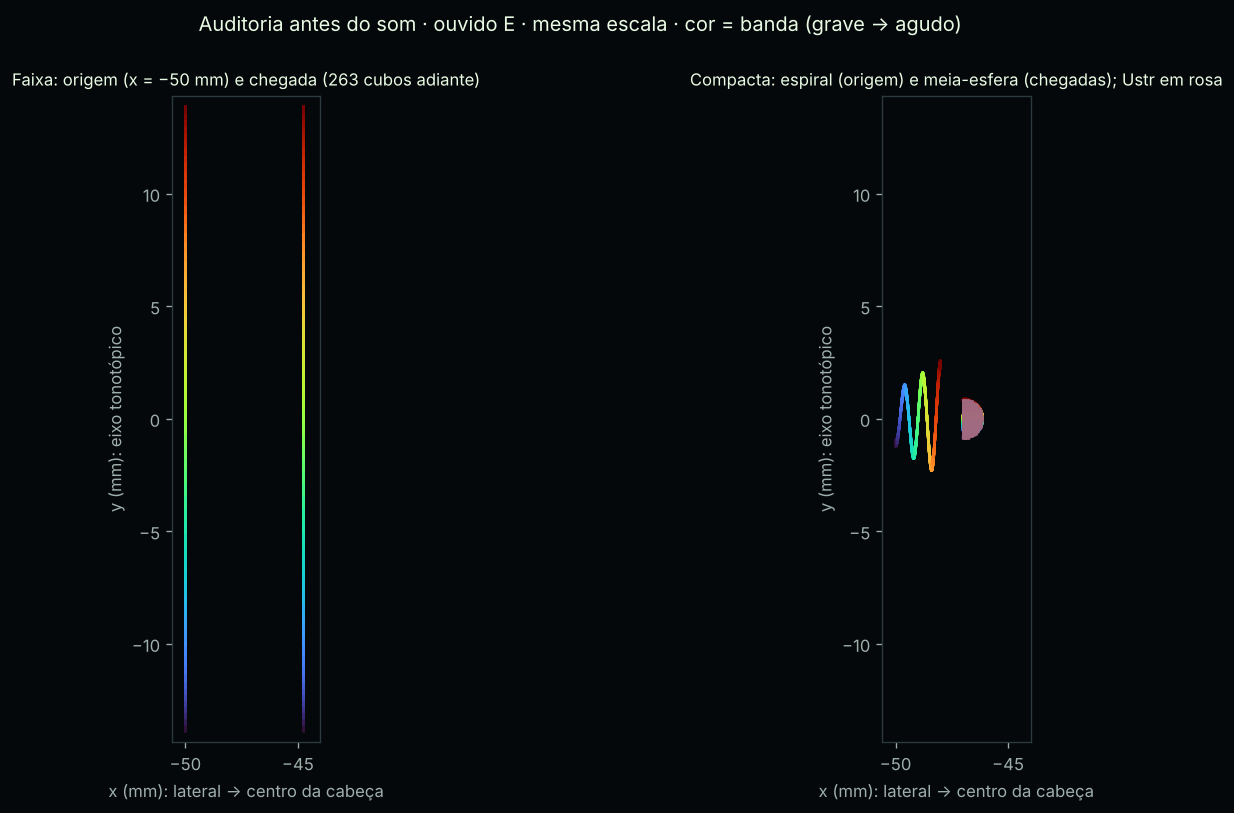 Auditoria antes do som · ouvido E · mesma escala · cor = banda (grave → agudo)
Faixa: origem (x = −50 mm) e chegada (263 cubos adiante)
10
5
0
−5
−10
y (mm): eixo tonotópico
−50
−45
x (mm): lateral → centro da cabeça
Compacta: espiral (origem) e meia-esfera (chegadas); Ustr em rosa
10
5
0
−5
−10
y (mm): eixo tonotópico
−50
−45
x (mm): lateral → centro da cabeça